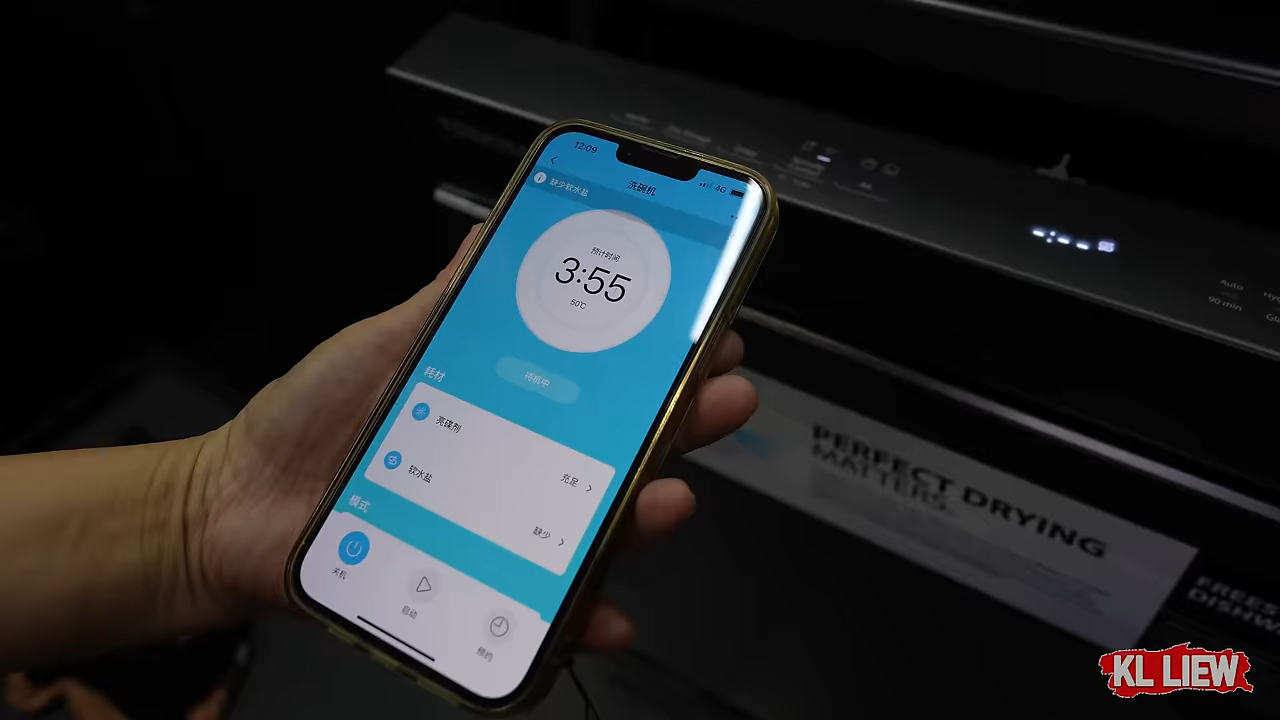 12:09
4G
洗碗机
缺少软水盐
预计时间
3:55
50℃
待机中
耗材
亮碟剂
充足
软水盐
缺少
模式
关机
启动
预约
Auto
90 min
PERFECT DRYING
MATTERS.
KL LIEW